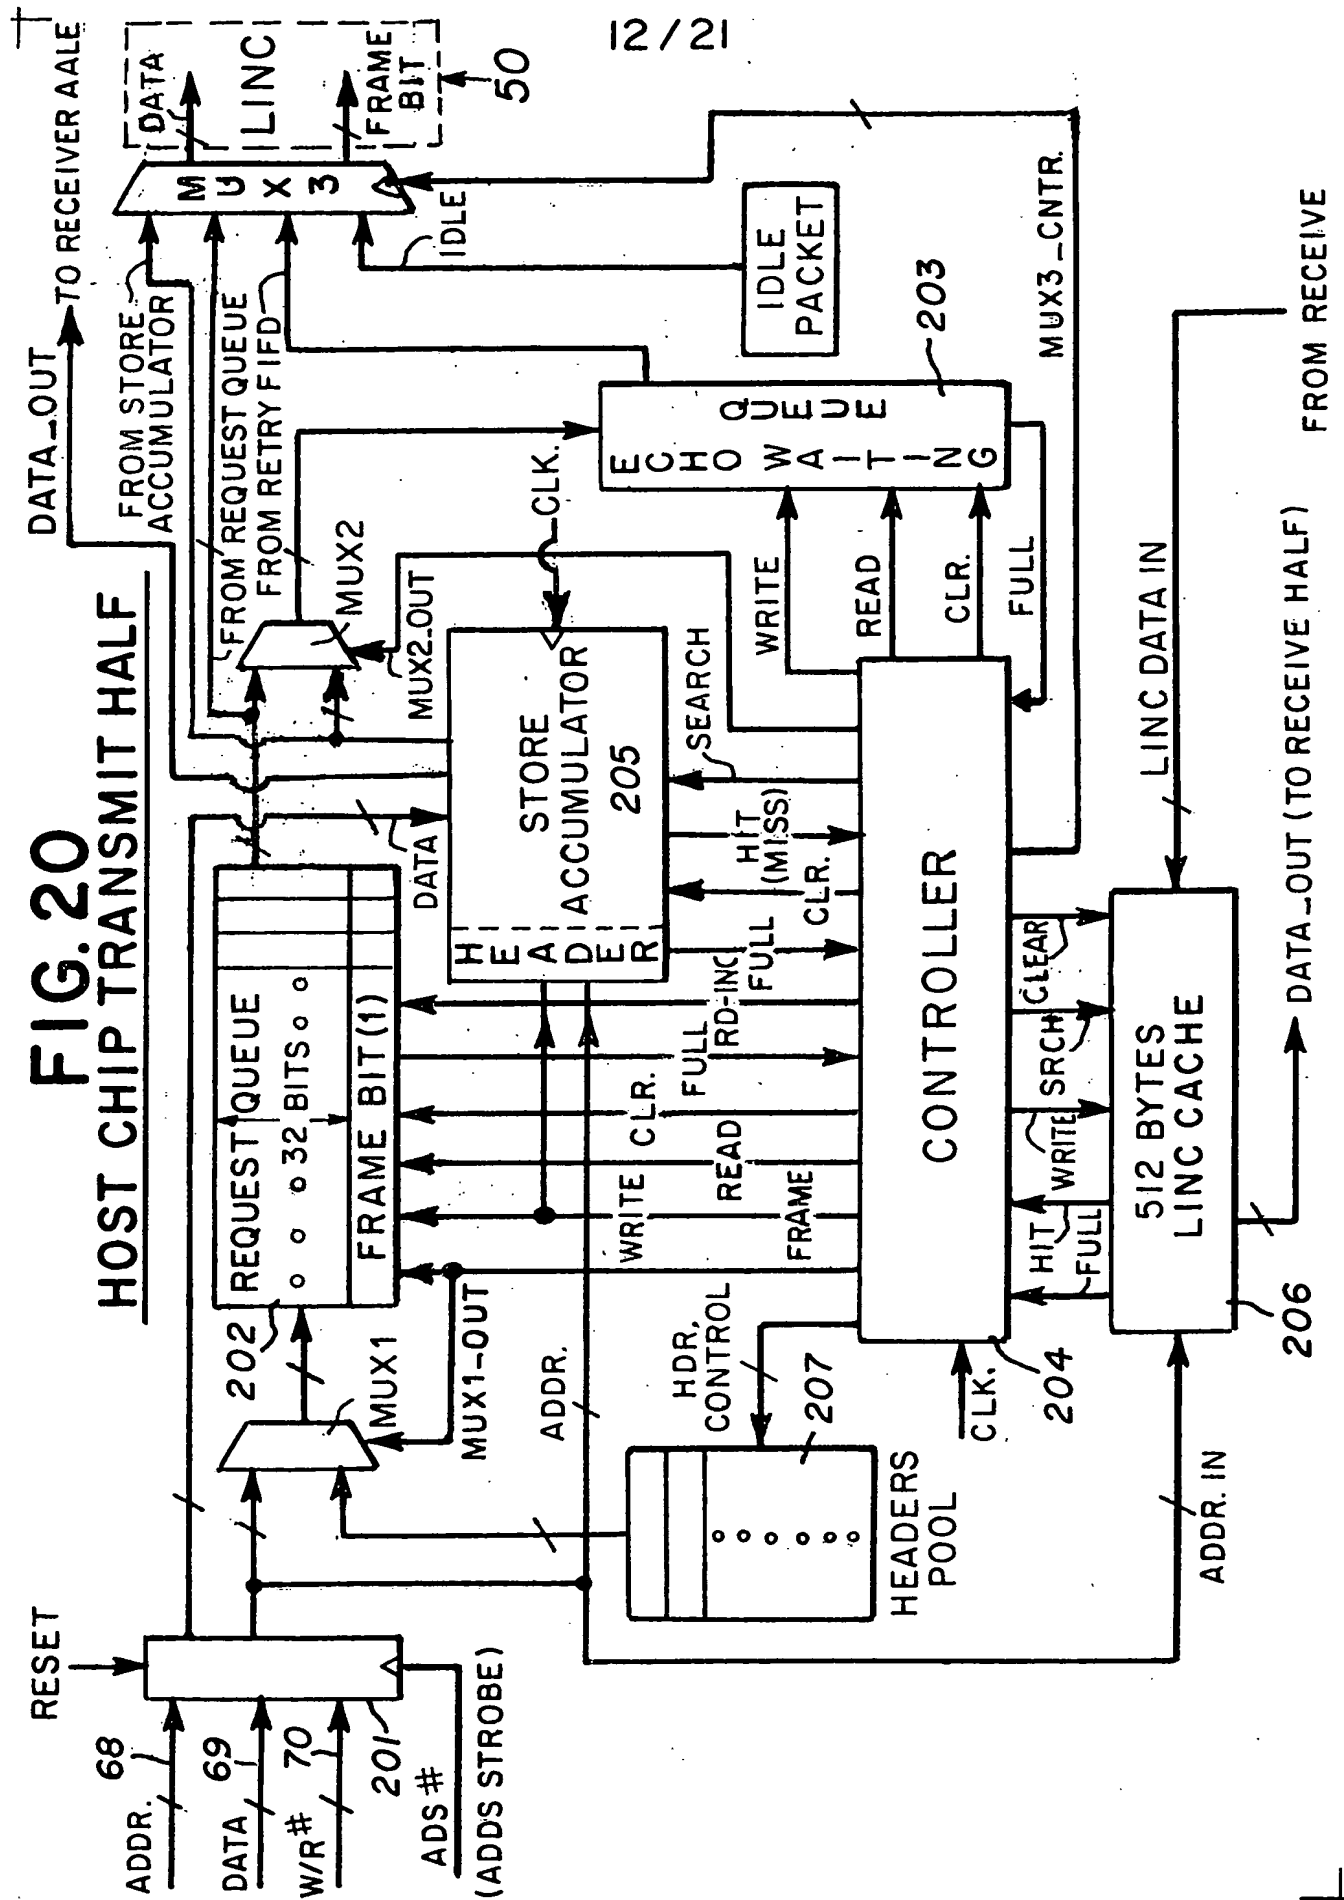 12/21
FIG. 20
HOST CHIP TRANSMIT HALF
RESET
ADDR.
68
DATA
69
W/R#
70
201
ADS #
(ADDS STROBE)
MUX1
MUX1-OUT
202
REQUEST QUEUE
32 BITS
FRAME BIT (1)
DATA
ADDR.
WRITE
READ
CLR.
FULL
RD-INC
FRAME
HEADER
STORE
ACCUMULATOR
205
CLK.
FULL
CLR.
HIT
(MISS)
SEARCH
MUX2
MUX2_OUT
DATA_OUT
TO RECEIVER AALE
FROM STORE
ACCUMULATOR
FROM REQUEST QUEUE
FROM RETRY FIFD
IDLE
MUX3
DATA
LINC
FRAME
BIT
50
IDLE
PACKET
ECHO WAITING
QUEUE
203
WRITE
READ
CLR.
FULL
MUX3_CNTR.
HDR,
CONTROL
207
HEADERS
POOL
CONTROLLER
CLK.
204
HIT
FULL
WRITE
SRCH
CLEAR
512 BYTES
LINC CACHE
206
ADDR. IN
LINC DATA IN
FROM RECEIVE
DATA_OUT (TO RECEIVE HALF)